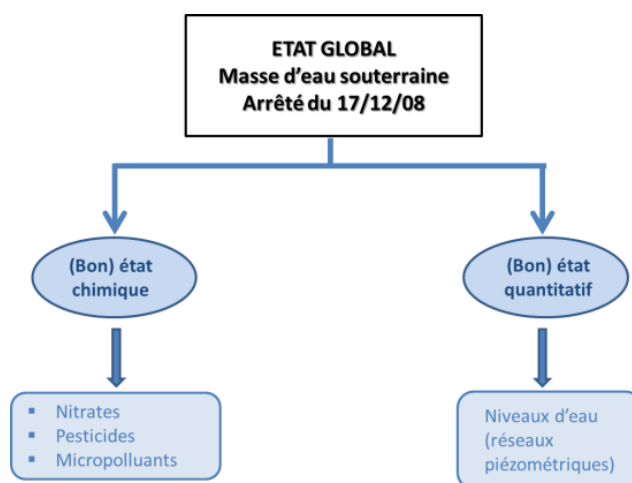 ETAT GLOBAL
Masse d'eau souterraine
Arrêté du 17/12/08
(Bon) état
chimique
(Bon) état
quantitatif
▪ Nitrates
▪ Pesticides
▪ Micropolluants
Niveaux d'eau
(réseaux
piézométriques)